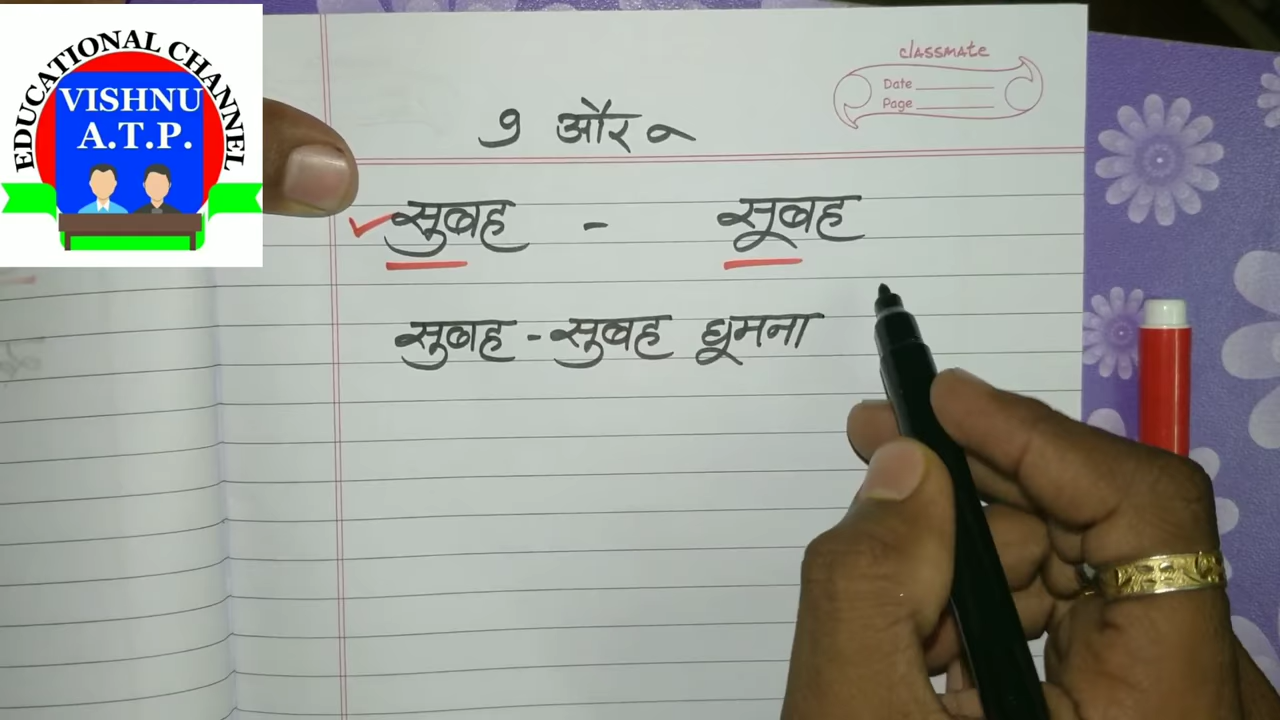 EDUCATIONAL CHANNEL
VISHNU
A.T.P.
classmate
Date
Page
ु और ू
सुबह - सूबह
सुबह-सुबह घूमना